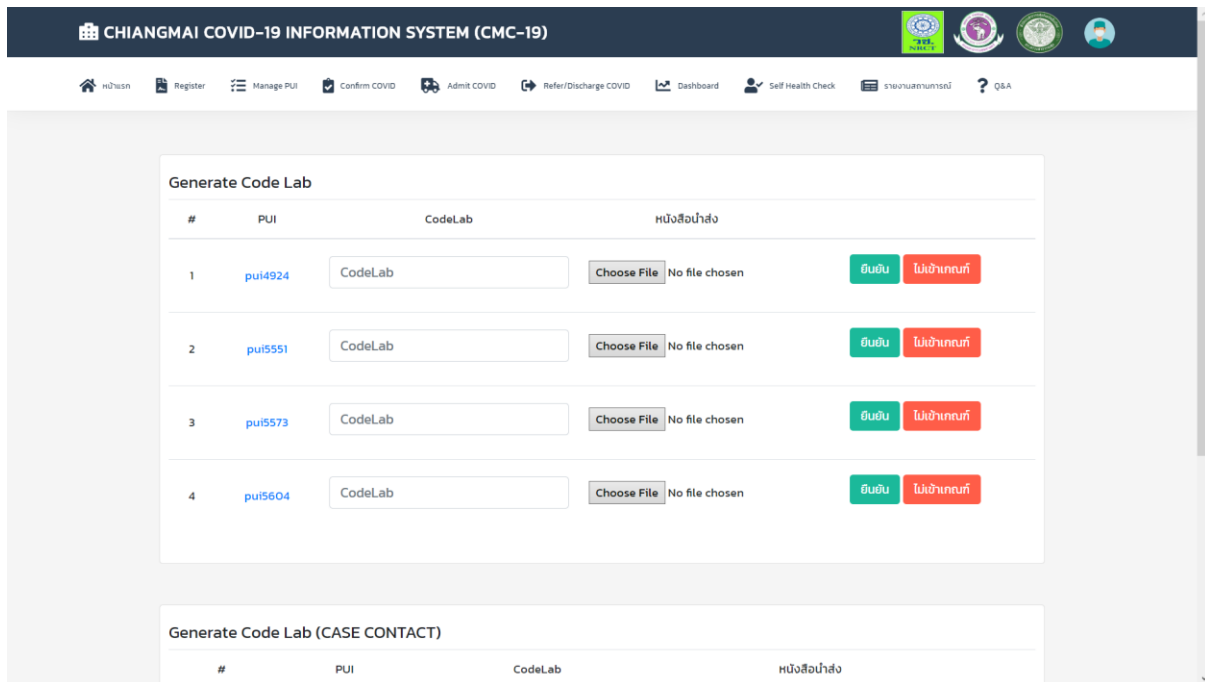 CHIANGMAI COVID-19 INFORMATION SYSTEM (CMC-19)
วช. NRCT
หน้าแรก Register Manage PUI Confirm COVID Admit COVID Refer/Discharge COVID Dashboard Self Health Check รายงานสถานการณ์ Q&A
Generate Code Lab
# PUI CodeLab หนังสือนำส่ง
1 pui4924 CodeLab Choose File No file chosen ยืนยัน ไม่เข้าเกณฑ์
2 pui5551 CodeLab Choose File No file chosen ยืนยัน ไม่เข้าเกณฑ์
3 pui5573 CodeLab Choose File No file chosen ยืนยัน ไม่เข้าเกณฑ์
4 pui5604 CodeLab Choose File No file chosen ยืนยัน ไม่เข้าเกณฑ์
Generate Code Lab (CASE CONTACT)
# PUI CodeLab หนังสือนำส่ง